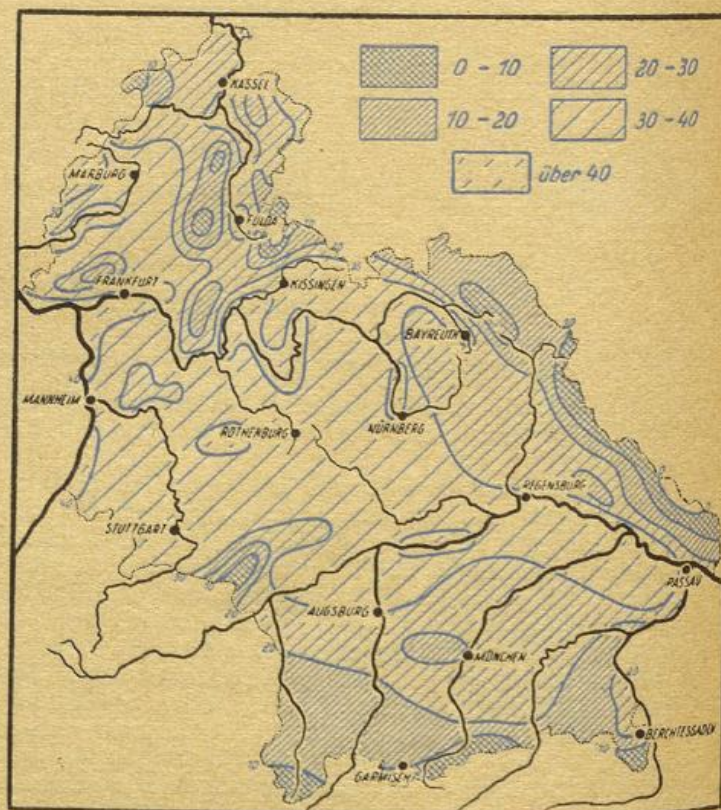 0 - 10
20 - 30
10 - 20
30 - 40
über 40
KASSEL
MARBURG
FULDA
FRANKFURT
KISSINGEN
BAYREUTH
MANNHEIM
ROTHENBURG
NÜRNBERG
REGENSBURG
STUTTGART
PASSAU
AUGSBURG
MÜNCHEN
BERCHTESGADEN
GARMISCH